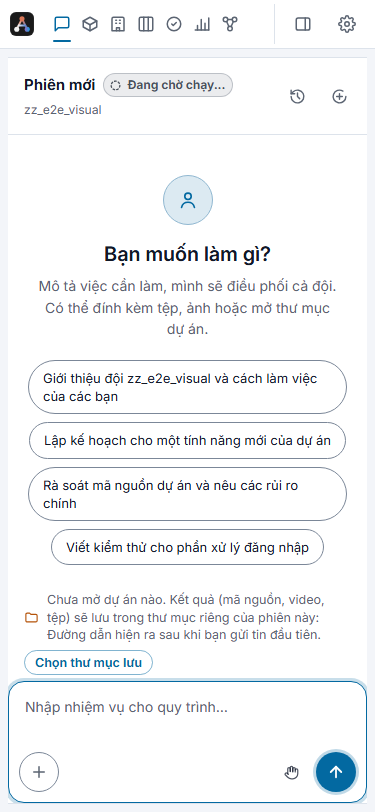 Phiên mới
Đang chờ chạy...
zz_e2e_visual
Bạn muốn làm gì?
Mô tả việc cần làm, mình sẽ điều phối cả đội.
Có thể đính kèm tệp, ảnh hoặc mở thư mục
dự án.
Giới thiệu đội zz_e2e_visual và cách làm việc
của các bạn
Lập kế hoạch cho một tính năng mới của dự án
Rà soát mã nguồn dự án và nêu các rủi ro
chính
Viết kiểm thử cho phần xử lý đăng nhập
Chưa mở dự án nào. Kết quả (mã nguồn, video,
tệp) sẽ lưu trong thư mục riêng của phiên này:
Đường dẫn hiện ra sau khi bạn gửi tin đầu tiên.
Chọn thư mục lưu
Nhập nhiệm vụ cho quy trình...